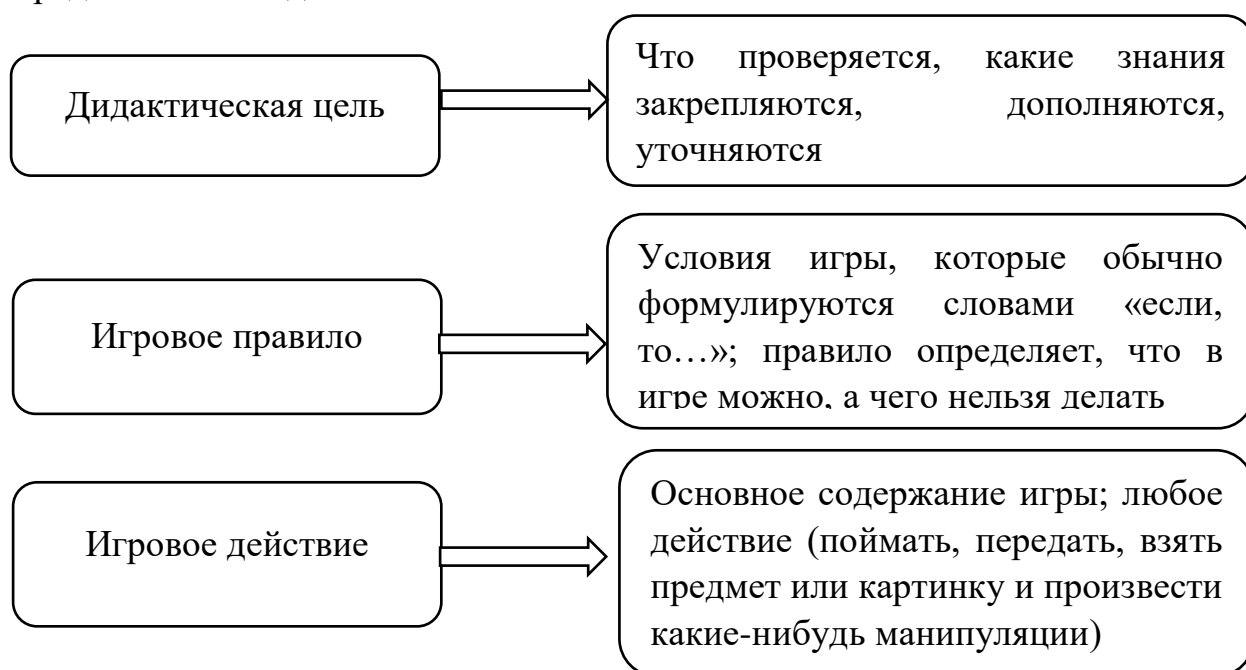 Дидактическая цель
Что проверяется, какие знания
закрепляются, дополняются,
уточняются
Игровое правило
Условия игры, которые обычно
формулируются словами «если,
то…»; правило определяет, что в
игре можно, а чего нельзя делать
Игровое действие
Основное содержание игры; любое
действие (поймать, передать, взять
предмет или картинку и произвести
какие-нибудь манипуляции)